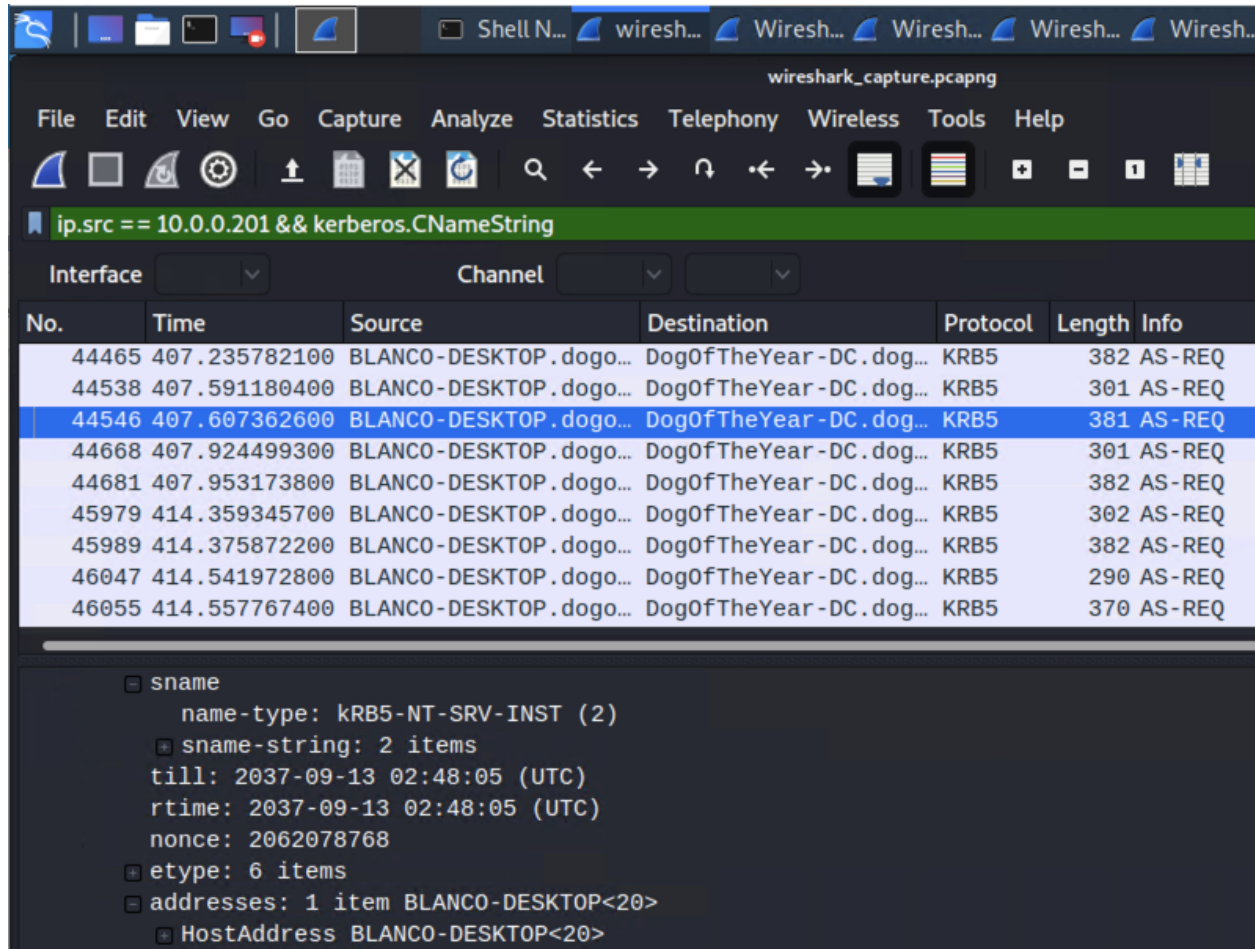 Shell N... wiresh... Wiresh... Wiresh... Wiresh... Wiresh...
wireshark_capture.pcapng
File Edit View Go Capture Analyze Statistics Telephony Wireless Tools Help
ip.src == 10.0.0.201 && kerberos.CNameString
Interface Channel
No. Time Source Destination Protocol Length Info
44465 407.235782100 BLANCO-DESKTOP.dogo… DogOfTheYear-DC.dog… KRB5 382 AS-REQ
44538 407.591180400 BLANCO-DESKTOP.dogo… DogOfTheYear-DC.dog… KRB5 301 AS-REQ
44546 407.607362600 BLANCO-DESKTOP.dogo… DogOfTheYear-DC.dog… KRB5 381 AS-REQ
44668 407.924499300 BLANCO-DESKTOP.dogo… DogOfTheYear-DC.dog… KRB5 301 AS-REQ
44681 407.953173800 BLANCO-DESKTOP.dogo… DogOfTheYear-DC.dog… KRB5 382 AS-REQ
45979 414.359345700 BLANCO-DESKTOP.dogo… DogOfTheYear-DC.dog… KRB5 302 AS-REQ
45989 414.375872200 BLANCO-DESKTOP.dogo… DogOfTheYear-DC.dog… KRB5 382 AS-REQ
46047 414.541972800 BLANCO-DESKTOP.dogo… DogOfTheYear-DC.dog… KRB5 290 AS-REQ
46055 414.557767400 BLANCO-DESKTOP.dogo… DogOfTheYear-DC.dog… KRB5 370 AS-REQ
sname
name-type: kRB5-NT-SRV-INST (2)
sname-string: 2 items
till: 2037-09-13 02:48:05 (UTC)
rtime: 2037-09-13 02:48:05 (UTC)
nonce: 2062078768
etype: 6 items
addresses: 1 item BLANCO-DESKTOP<20>
HostAddress BLANCO-DESKTOP<20>